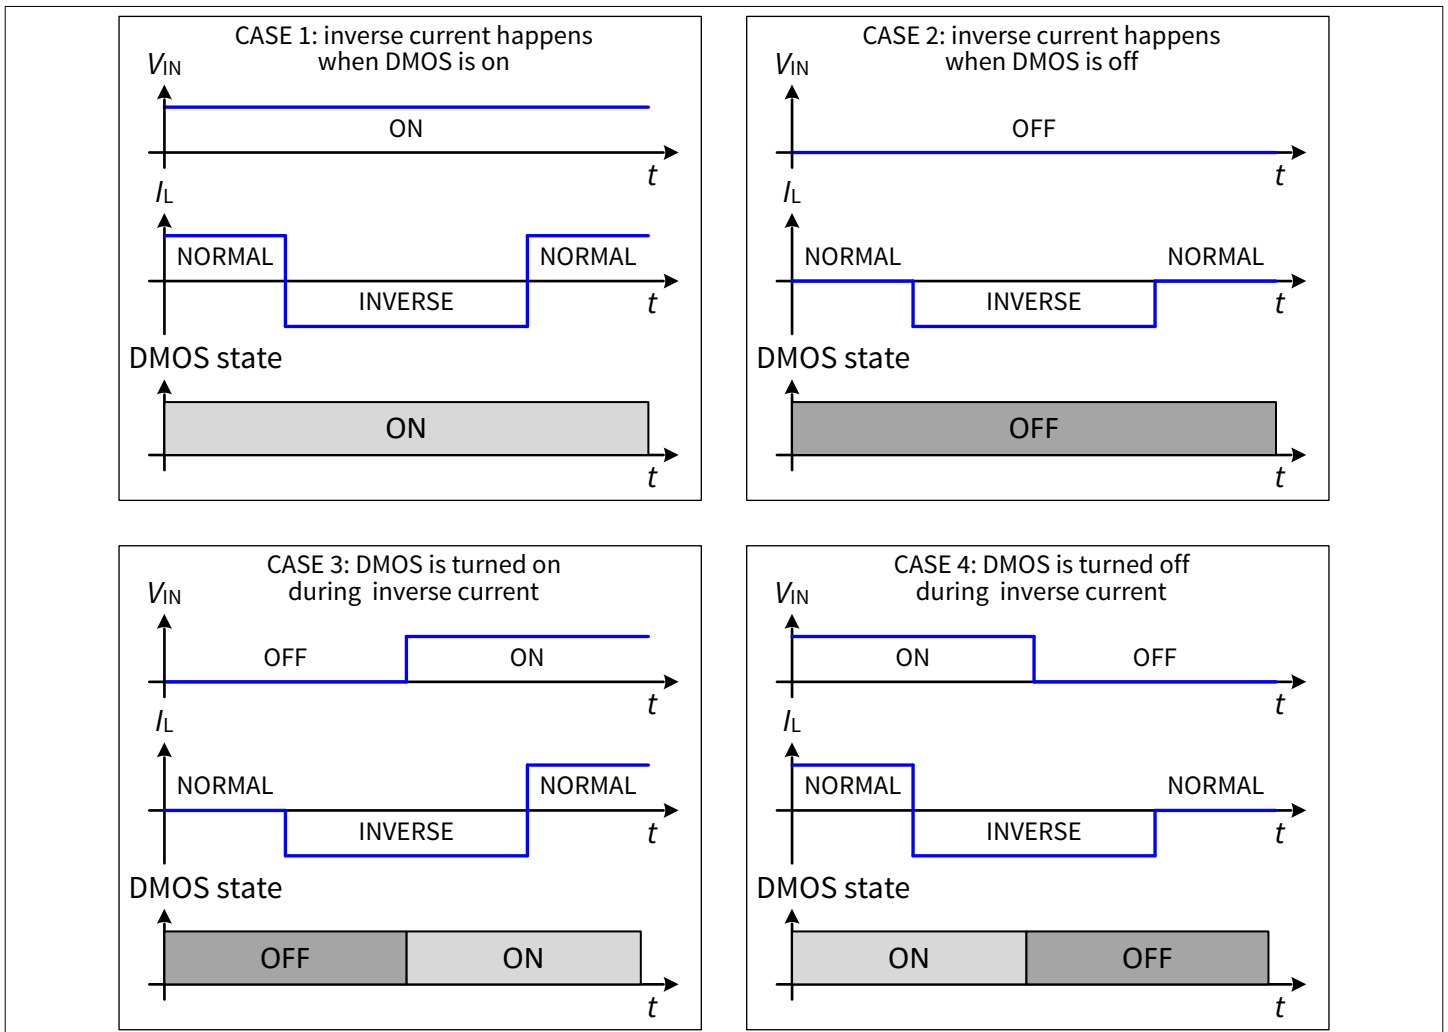 CASE 1: inverse current happens
when DMOS is on
VIN
ON
t
IL
NORMAL
NORMAL
INVERSE
t
DMOS state
ON
t
CASE 2: inverse current happens
when DMOS is off
VIN
OFF
t
IL
NORMAL
NORMAL
INVERSE
t
DMOS state
OFF
t
CASE 3: DMOS is turned on
during inverse current
VIN
OFF
ON
t
IL
NORMAL
NORMAL
INVERSE
t
DMOS state
OFF
ON
t
CASE 4: DMOS is turned off
during inverse current
VIN
ON
OFF
t
IL
NORMAL
NORMAL
INVERSE
t
DMOS state
ON
OFF
t